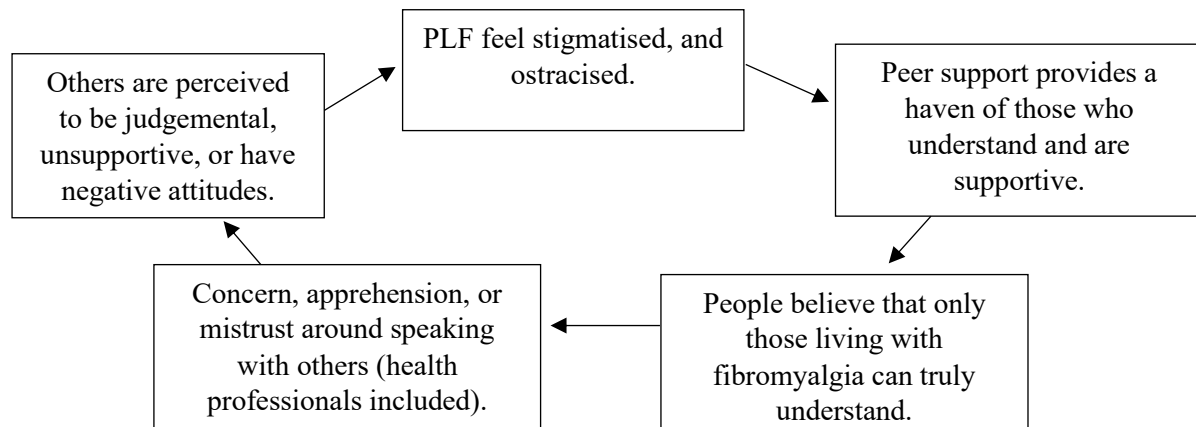 PLF feel stigmatised, and
ostracised.
Peer support provides a
haven of those who
understand and are
supportive.
People believe that only
those living with
fibromyalgia can truly
understand.
Concern, apprehension, or
mistrust around speaking
with others (health
professionals included).
Others are perceived
to be judgemental,
unsupportive, or have
negative attitudes.